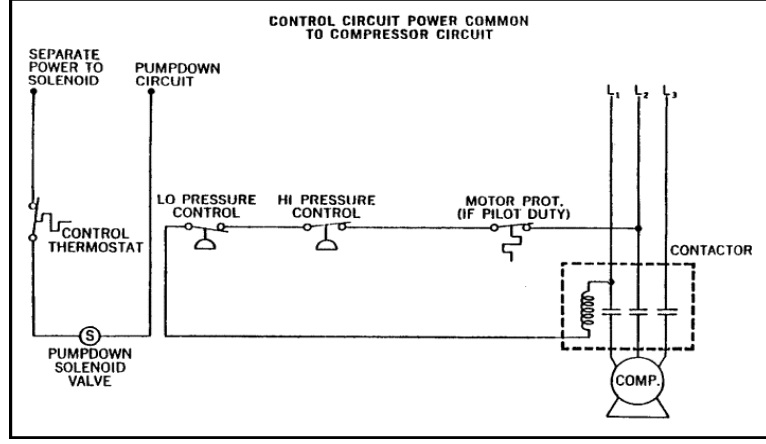 CONTROL CIRCUIT POWER COMMON
TO COMPRESSOR CIRCUIT
SEPARATE
POWER TO
SOLENOID
PUMPDOWN
CIRCUIT
L1 L2 L3
LO PRESSURE
CONTROL
HI PRESSURE
CONTROL
MOTOR PROT.
(IF PILOT DUTY)
CONTROL
THERMOSTAT
CONTACTOR
S
PUMPDOWN
SOLENOID
VALVE
COMP.